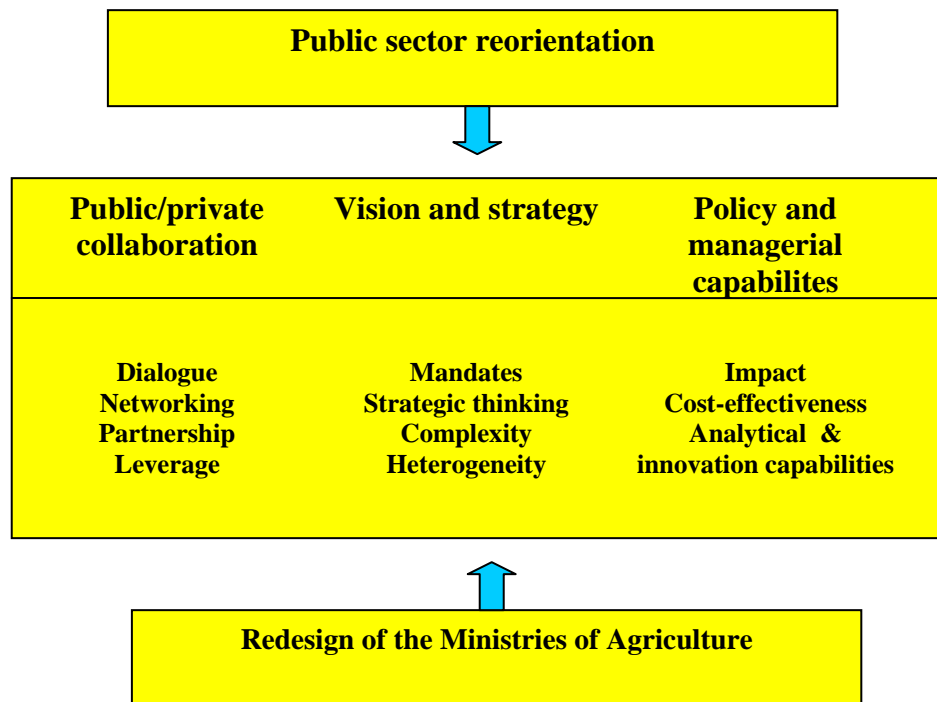 Public sector reorientation
Public/private
collaboration
Vision and strategy
Policy and
managerial
capabilites
Dialogue
Networking
Partnership
Leverage
Mandates
Strategic thinking
Complexity
Heterogeneity
Impact
Cost-effectiveness
Analytical &
innovation capabilities
Redesign of the Ministries of Agriculture